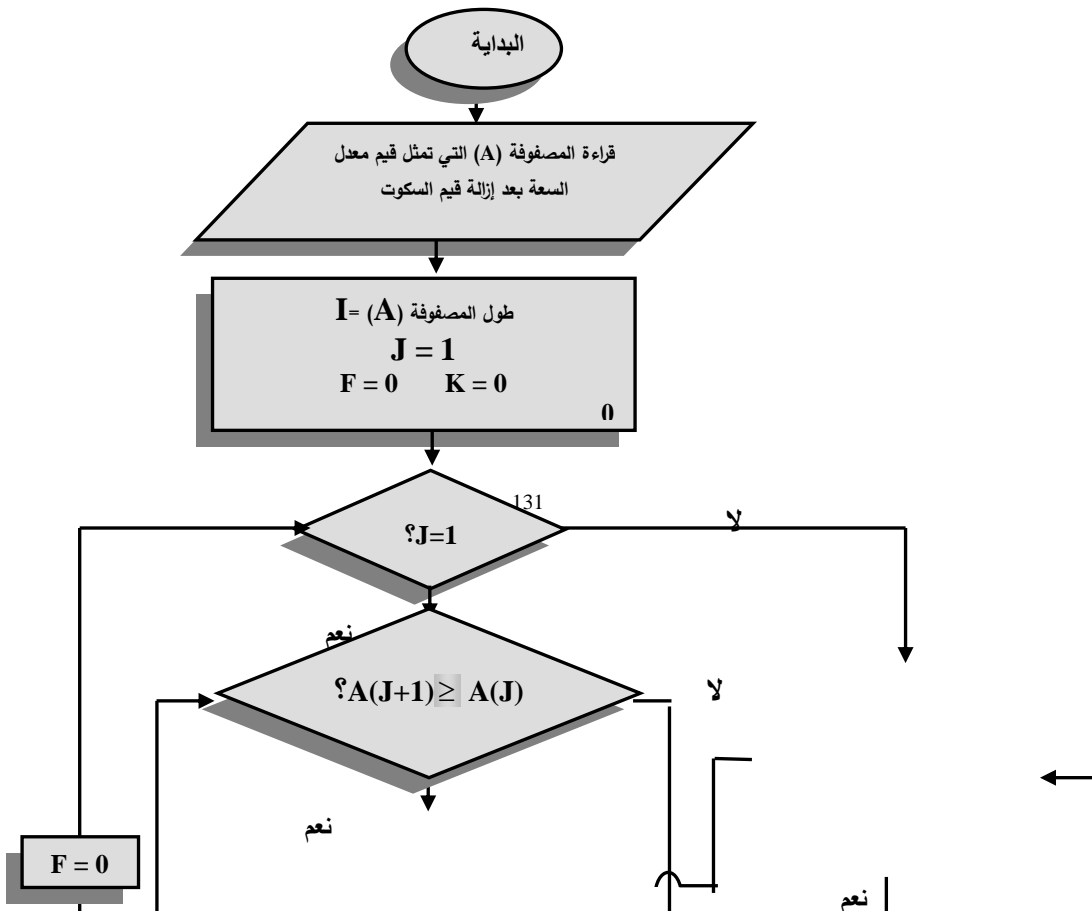 البداية
قراءة المصفوفة (A) التي تمثل قيم معدل
السعة بعد إزالة قيم السكوت
طول المصفوفة (A) =I
J = 1
F = 0 K = 0
0
131
J=1؟
لا
نعم
A(J+1) ≥ A(J)؟
لا
نعم
F = 0
نعم